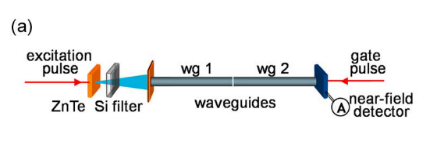 (a)
excitation
pulse
wg 1
wg 2
gate
pulse
ZnTe
Si filter
waveguides
A
near-field
detector